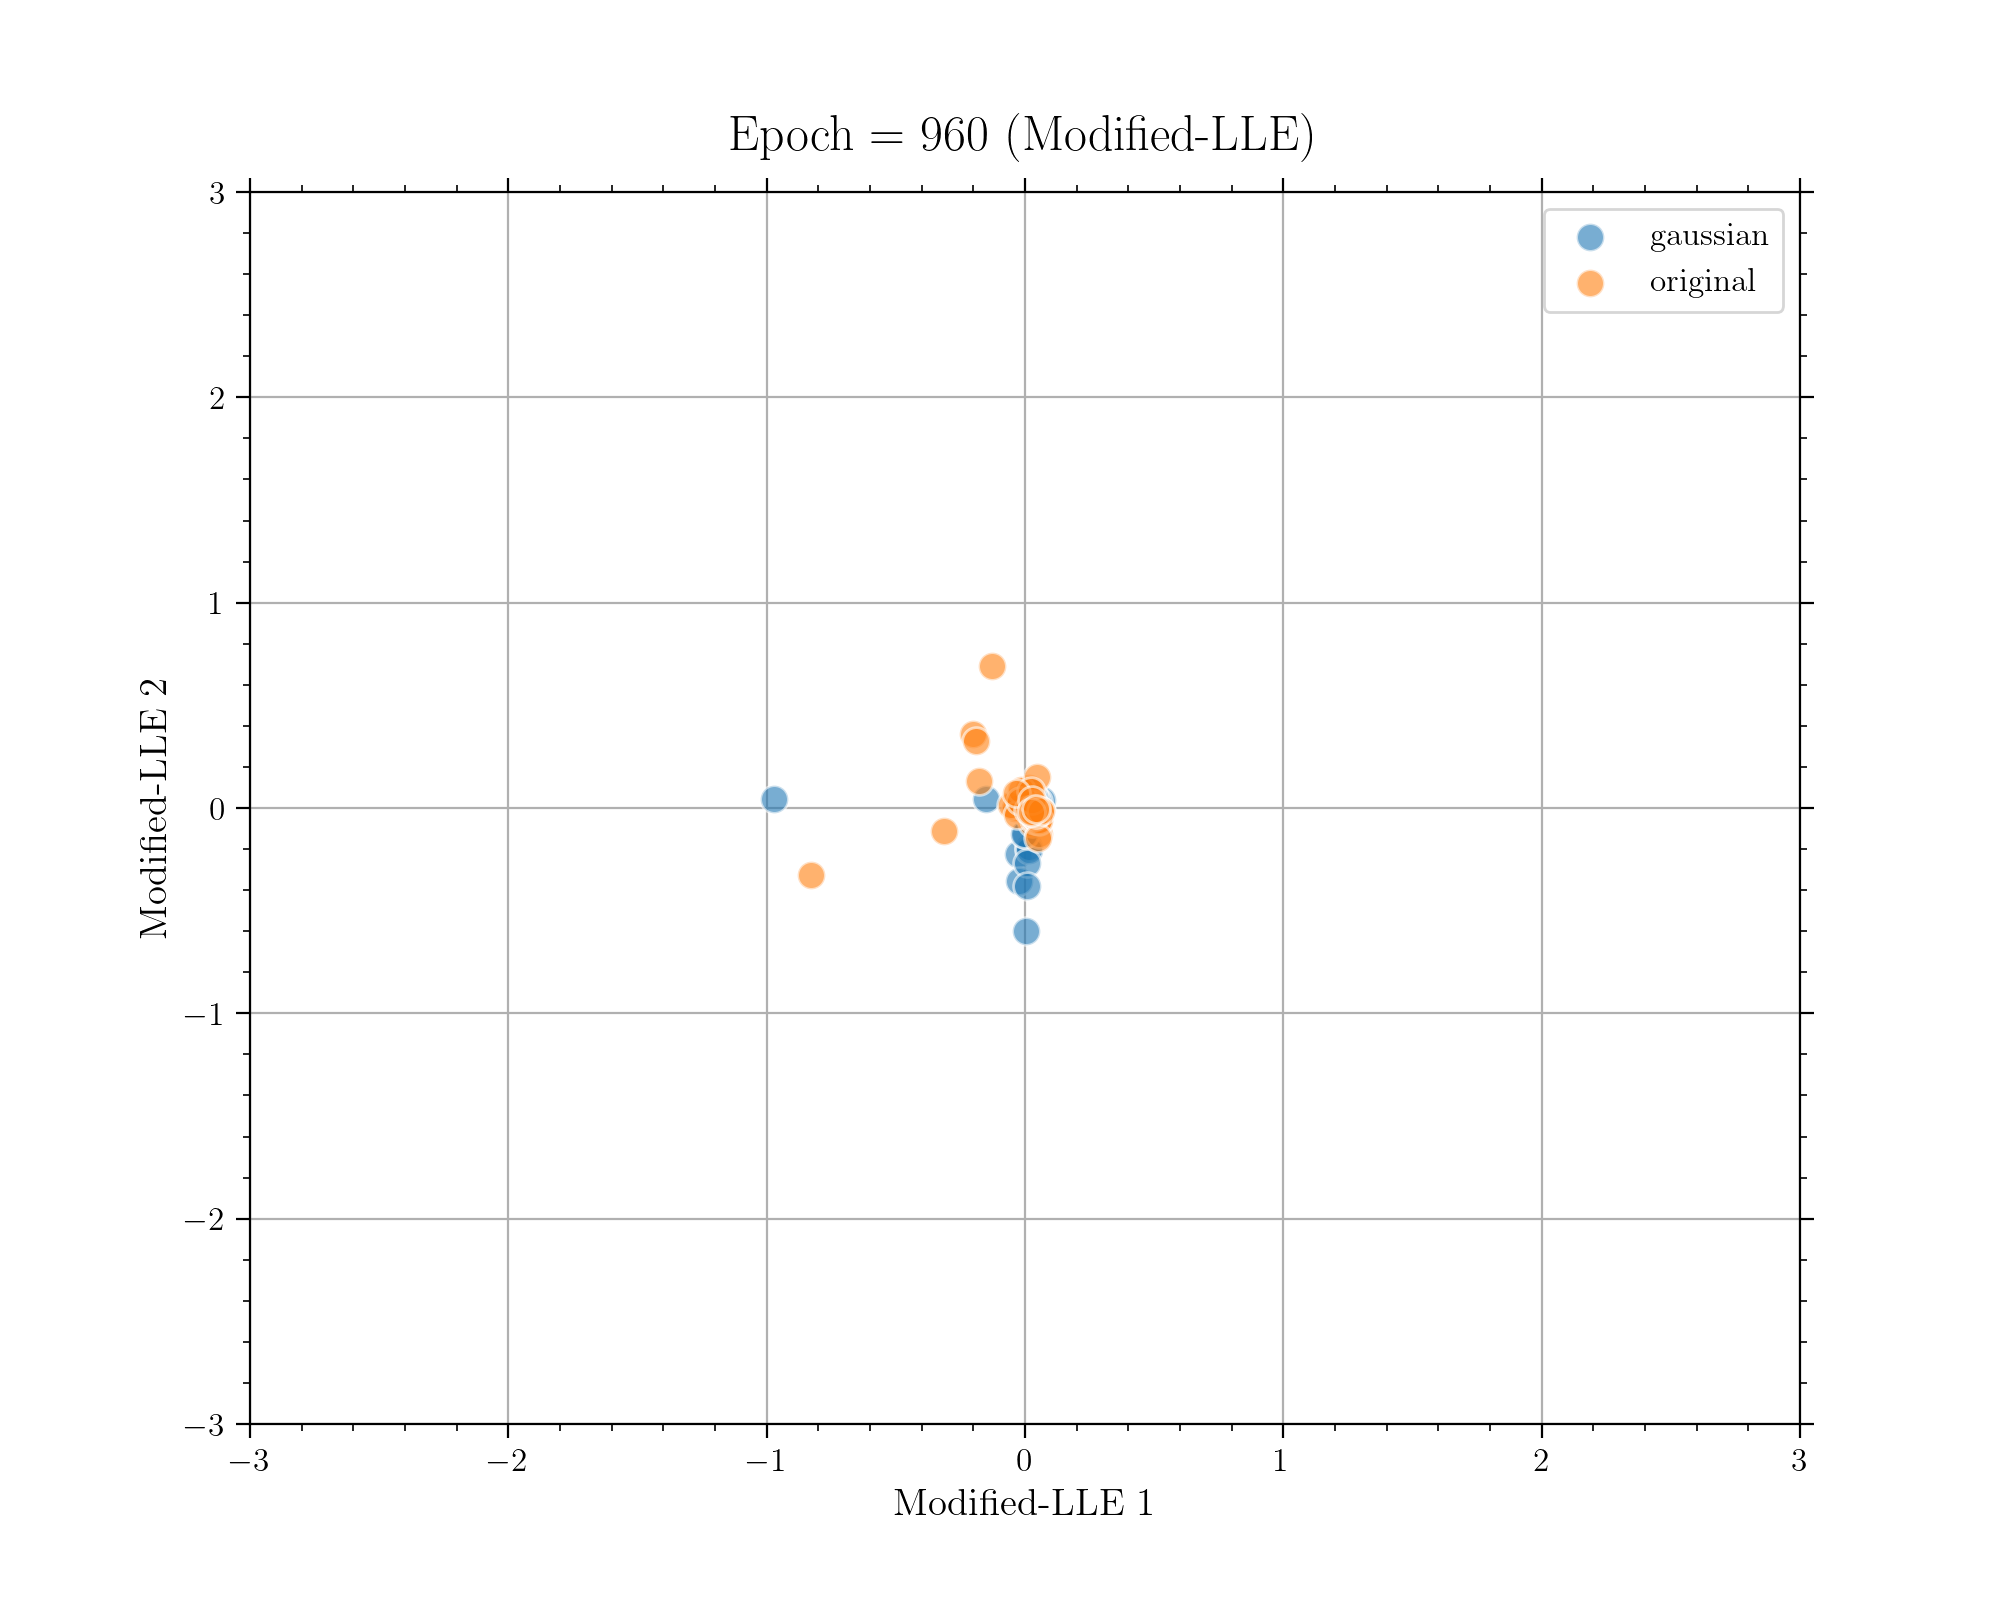 Epoch = 960 (Modified-LLE)
gaussian
original
3
2
1
0
−1
−2
−3
Modified-LLE 2
−3
−2
−1
0
1
2
3
Modified-LLE 1